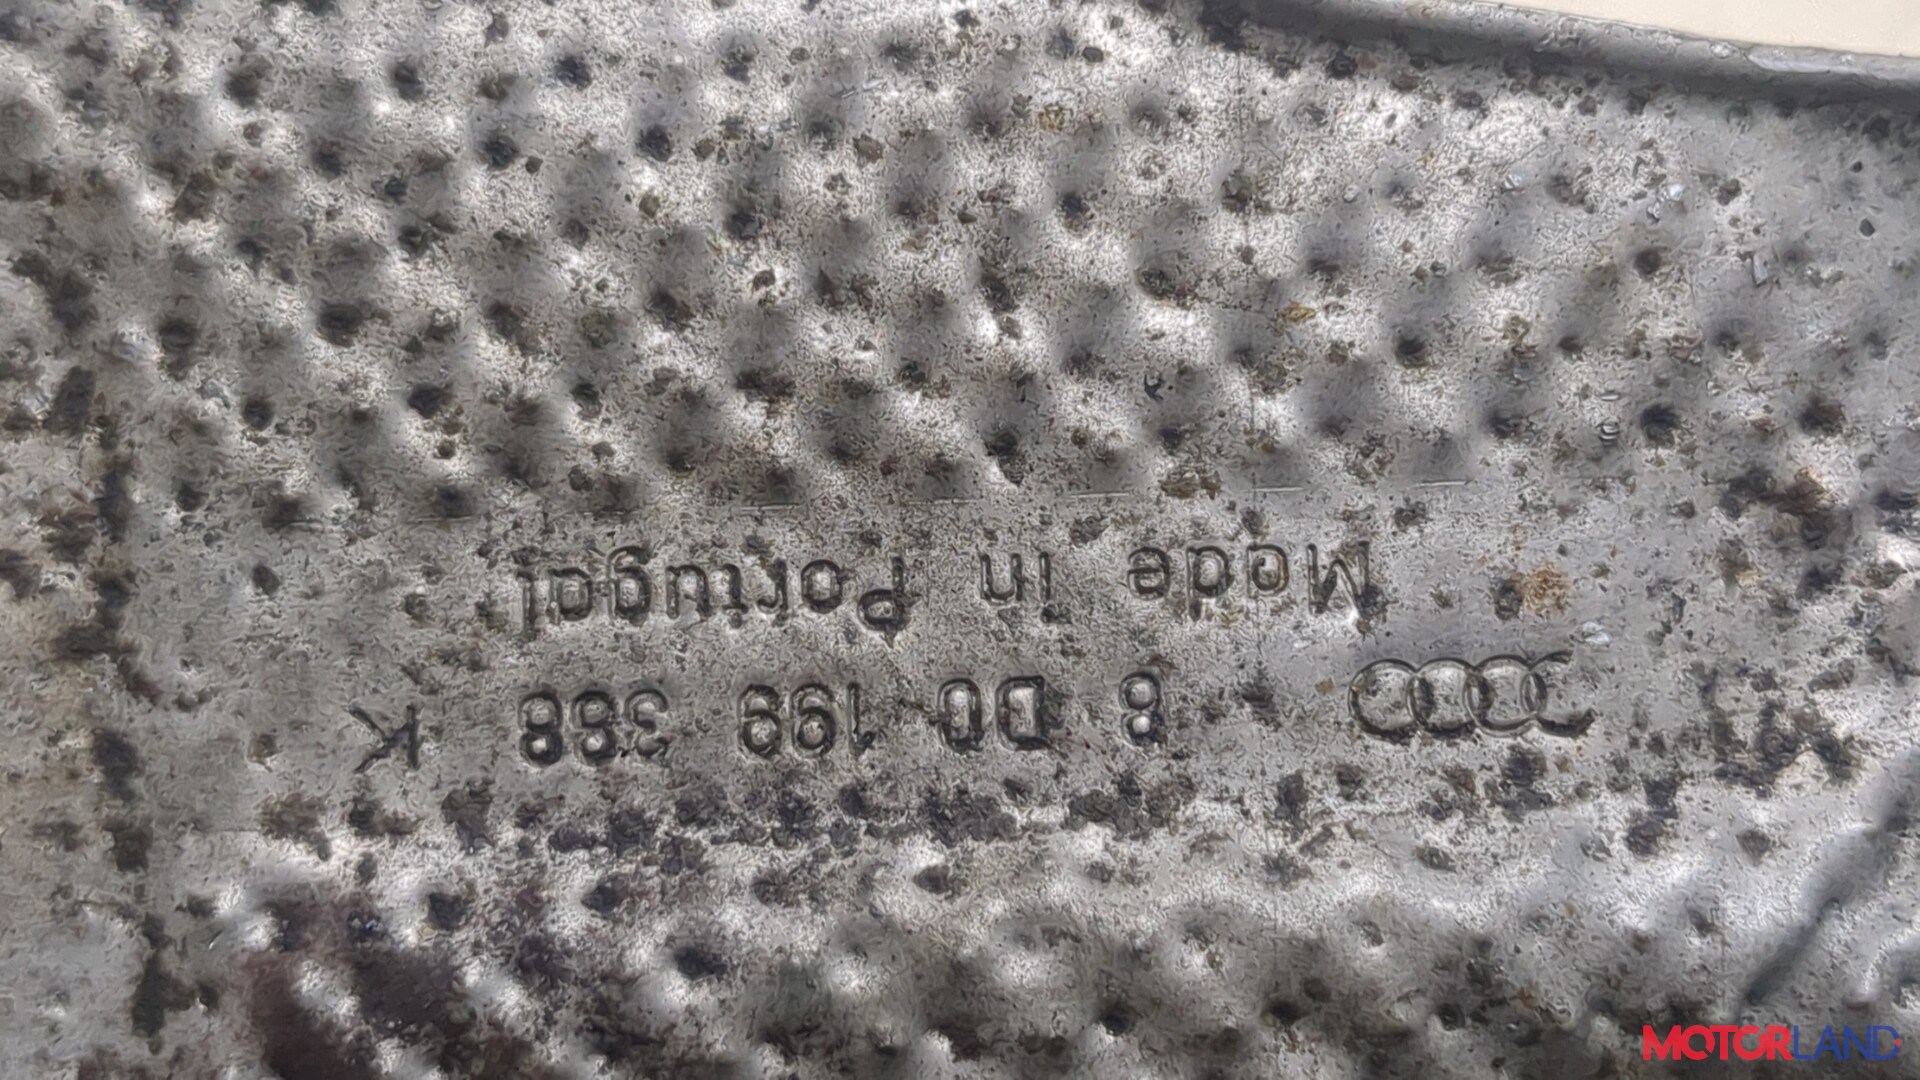 8 D0 199 388 K
Made in Portugal
MOTORLAND